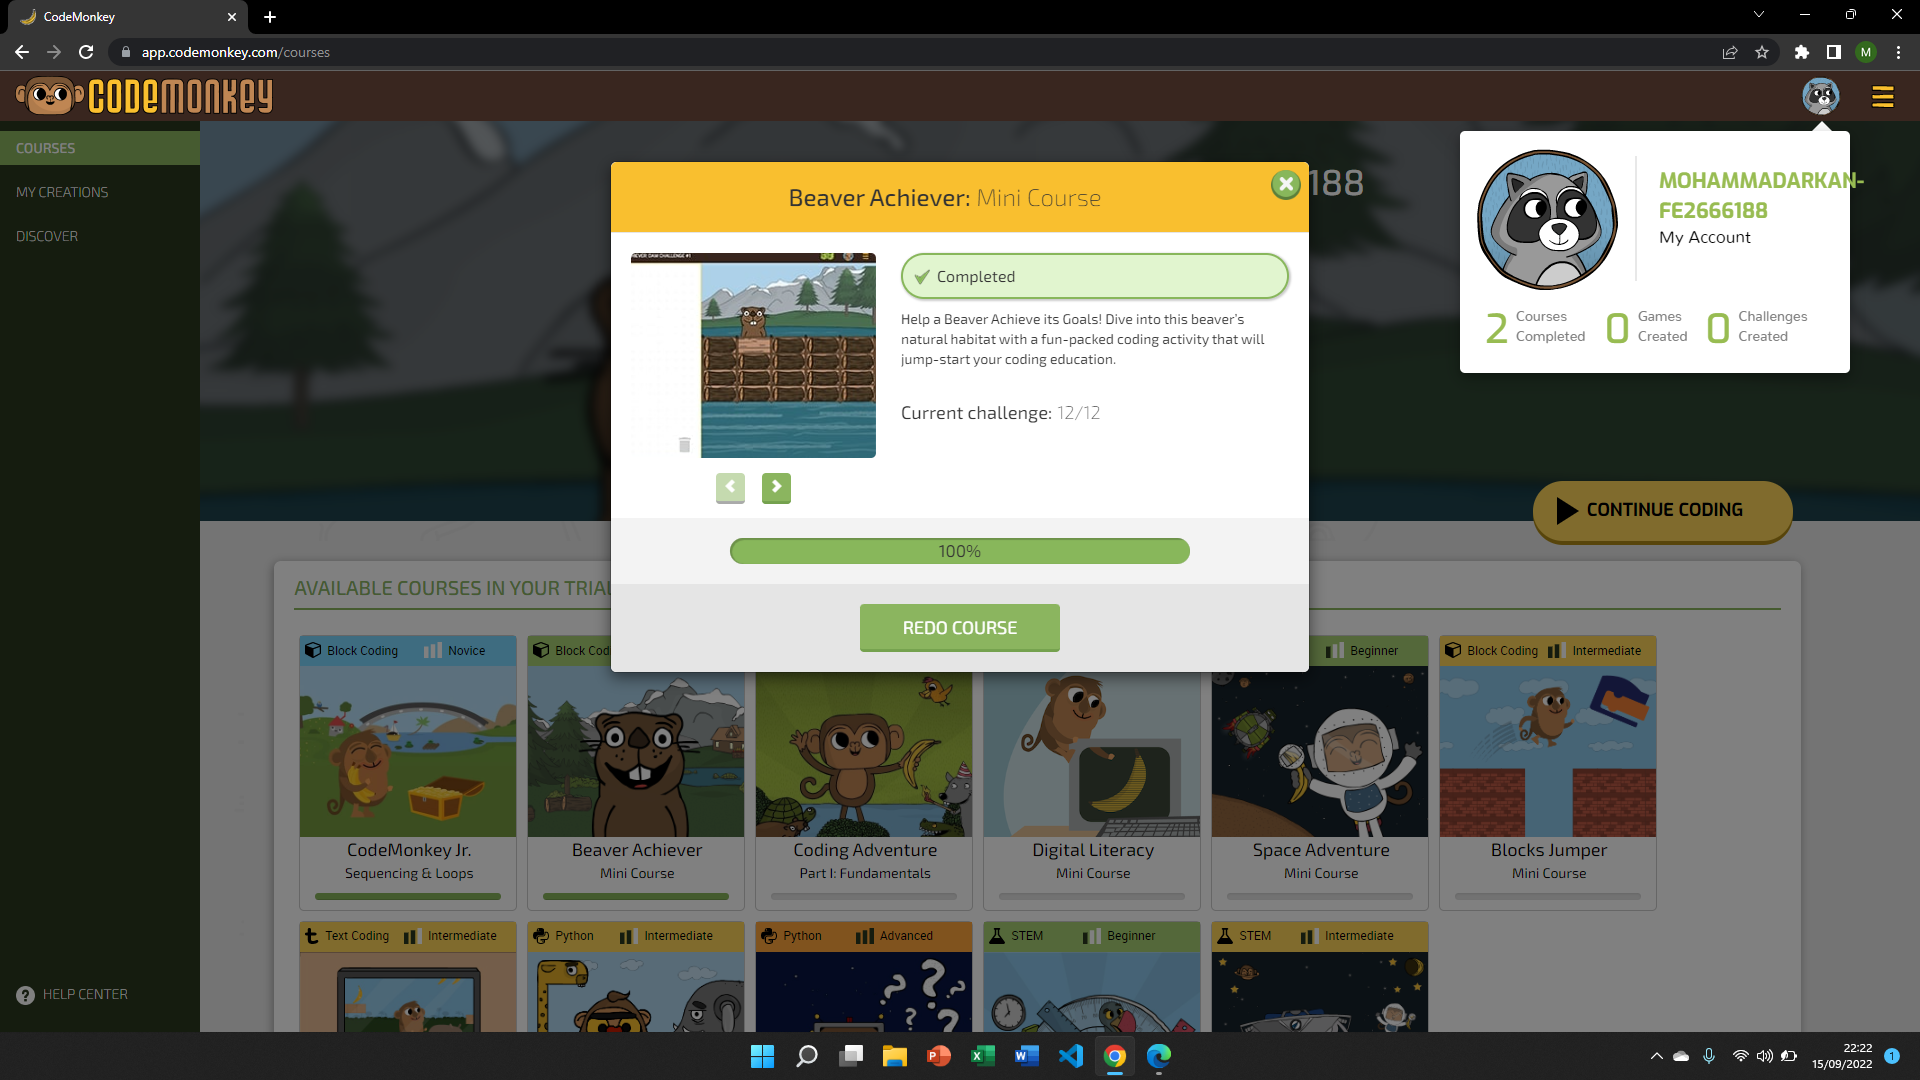 CodeMonkey
app.codemonkey.com/courses
M
CODEMONKEY
COURSES
MY CREATIONS
DISCOVER
HELP CENTER
188
Beaver Achiever: Mini Course
Completed
Help a Beaver Achieve its Goals! Dive into this beaver's
natural habitat with a fun-packed coding activity that will
jump-start your coding education.
Current challenge: 12/12
100%
REDO COURSE
MOHAMMADARKAN-
FE2666188
My Account
2 Courses Completed
0 Games Created
0 Challenges Created
CONTINUE CODING
AVAILABLE COURSES IN YOUR TRIA
Block Coding Novice
CodeMonkey Jr.
Sequencing & Loops
Block Cod
Beaver Achiever
Mini Course
Coding Adventure
Part I: Fundamentals
Digital Literacy
Mini Course
Beginner
Space Adventure
Mini Course
Block Coding Intermediate
Blocks Jumper
Mini Course
Text Coding Intermediate
Python Intermediate
Python Advanced
? ? ? ?
STEM Beginner
STEM Intermediate
22:22
15/09/2022
1